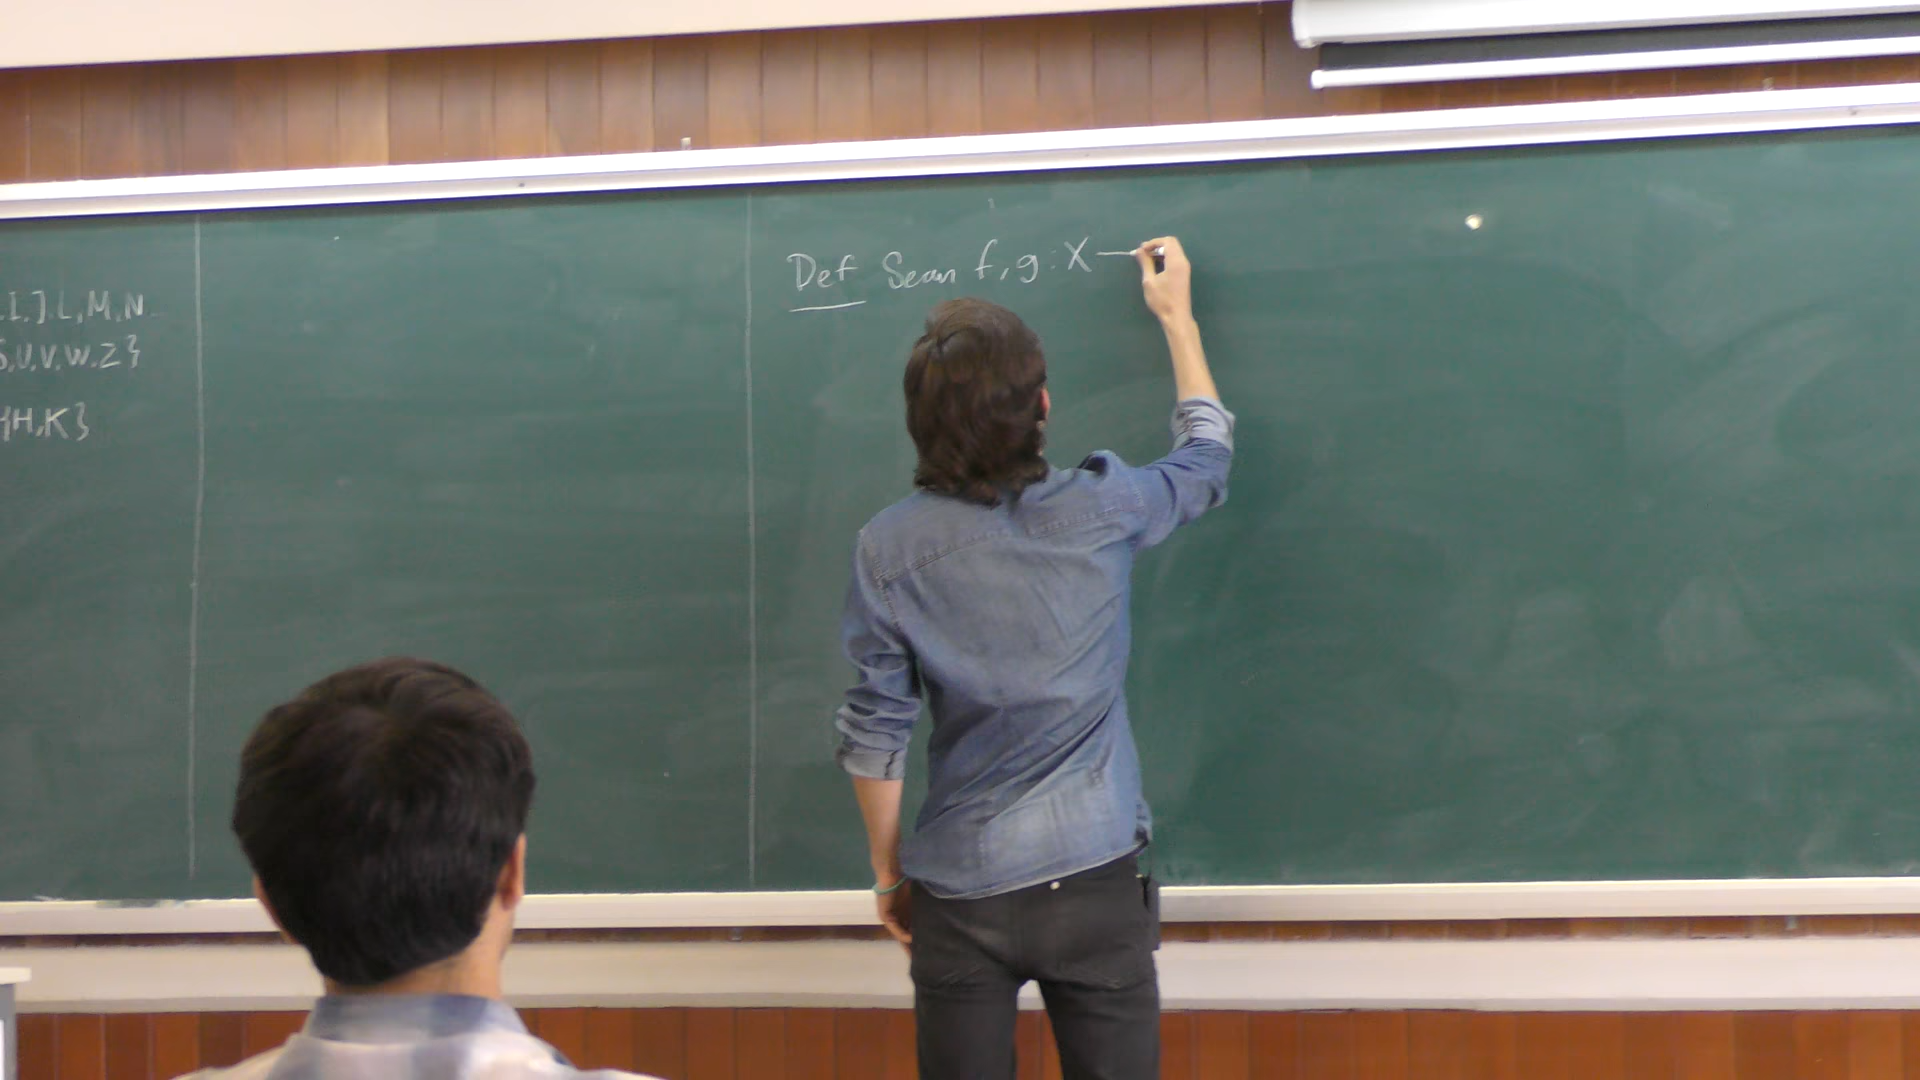 I, J, L, M, N
S, U, V, W, Z}
{H, K}
Def Sean f, g : X —